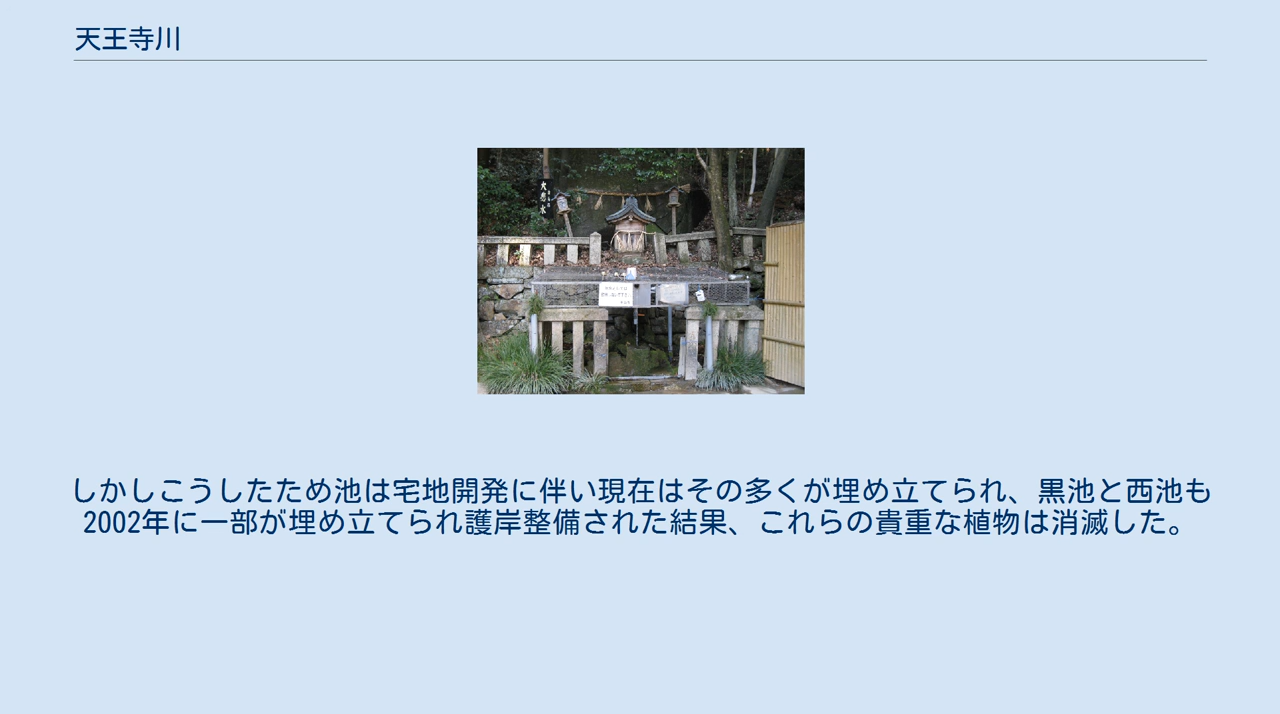 天王寺川
大悲水
しかしこうしたため池は宅地開発に伴い現在はその多くが埋め立てられ、黒池と西池も
2002年に一部が埋め立てられ護岸整備された結果、これらの貴重な植物は消滅した。